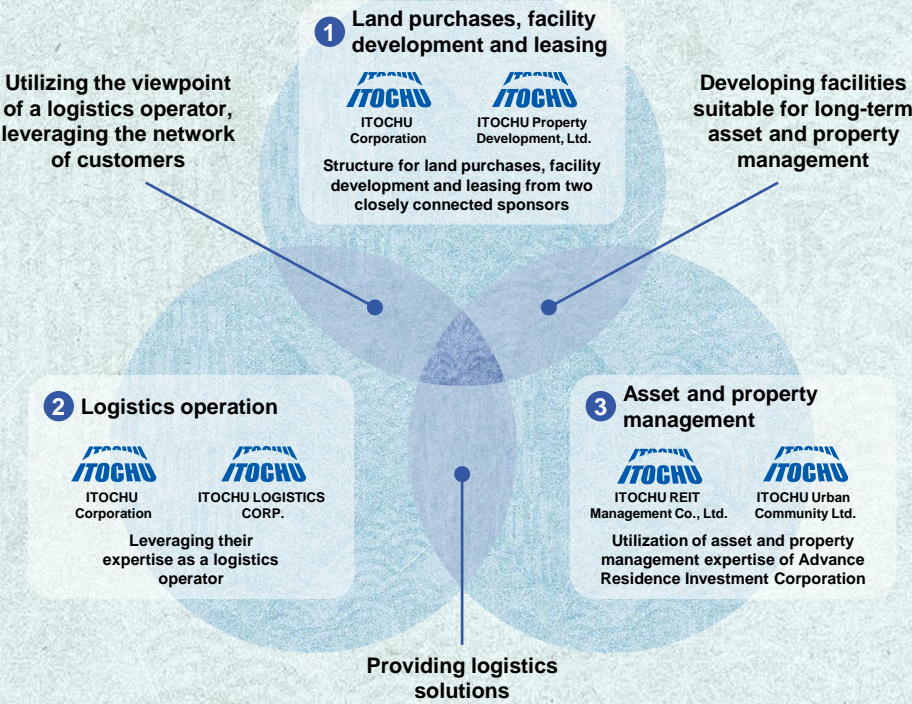 1
Land purchases, facility
development and leasing
ITOCHU
ITOCHU
Corporation
ITOCHU
ITOCHU Property
Development, Ltd.
Structure for land purchases, facility
development and leasing from two
closely connected sponsors
Utilizing the viewpoint
of a logistics operator,
leveraging the network
of customers
Developing facilities
suitable for long-term
asset and property
management
2
Logistics operation
ITOCHU
ITOCHU
Corporation
ITOCHU
ITOCHU LOGISTICS
CORP.
Leveraging their
expertise as a logistics
operator
3
Asset and property
management
ITOCHU
ITOCHU REIT
Management Co., Ltd.
ITOCHU
ITOCHU Urban
Community Ltd.
Utilization of asset and property
management expertise of Advance
Residence Investment Corporation
Providing logistics
solutions